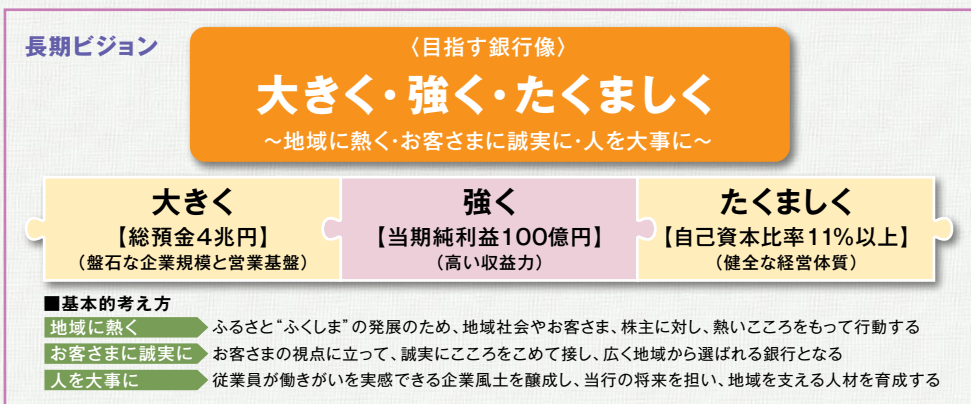 長期ビジョン
〈目指す銀行像〉
大きく・強く・たくましく
～地域に熱く・お客さまに誠実に・人を大事に～
大きく
【総預金4兆円】
（盤石な企業規模と営業基盤）
強く
【当期純利益100億円】
（高い収益力）
たくましく
【自己資本比率11%以上】
（健全な経営体質）
■基本的考え方
地域に熱く ふるさと“ふくしま”の発展のため、地域社会やお客さま、株主に対し、熱いこころをもって行動する
お客さまに誠実に お客さまの視点に立って、誠実にこころをこめて接し、広く地域から選ばれる銀行となる
人を大事に 従業員が働きがいを実感できる企業風土を醸成し、当行の将来を担い、地域を支える人材を育成する